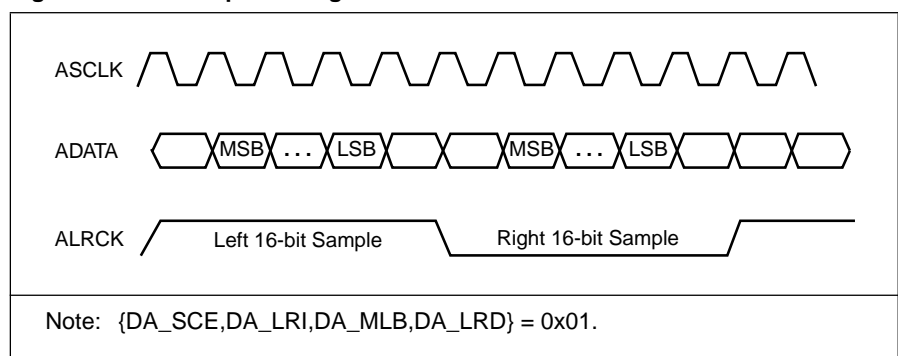 ASCLK
ADATA MSB ... LSB MSB ... LSB
ALRCK Left 16-bit Sample Right 16-bit Sample
Note: {DA_SCE,DA_LRI,DA_MLB,DA_LRD} = 0x01.